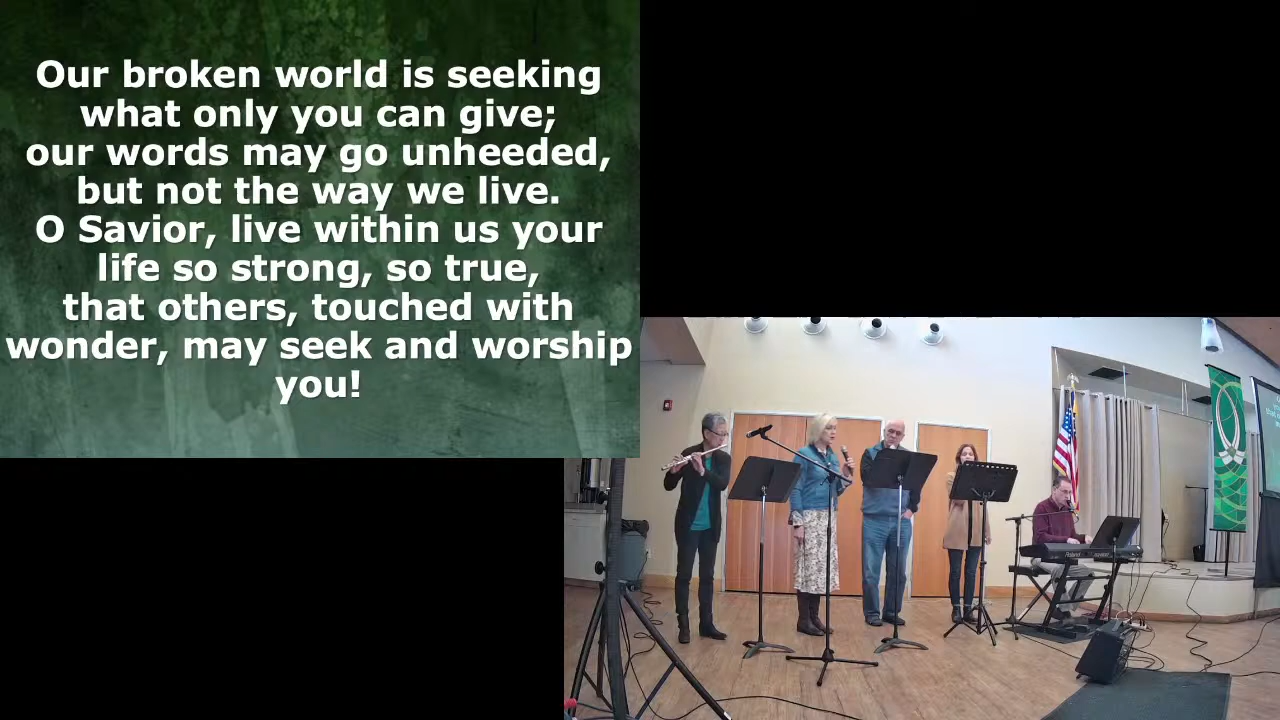 Our broken world is seeking
what only you can give;
our words may go unheeded,
but not the way we live.
O Savior, live within us your
life so strong, so true,
that others, touched with
wonder, may seek and worship
you!
Roland